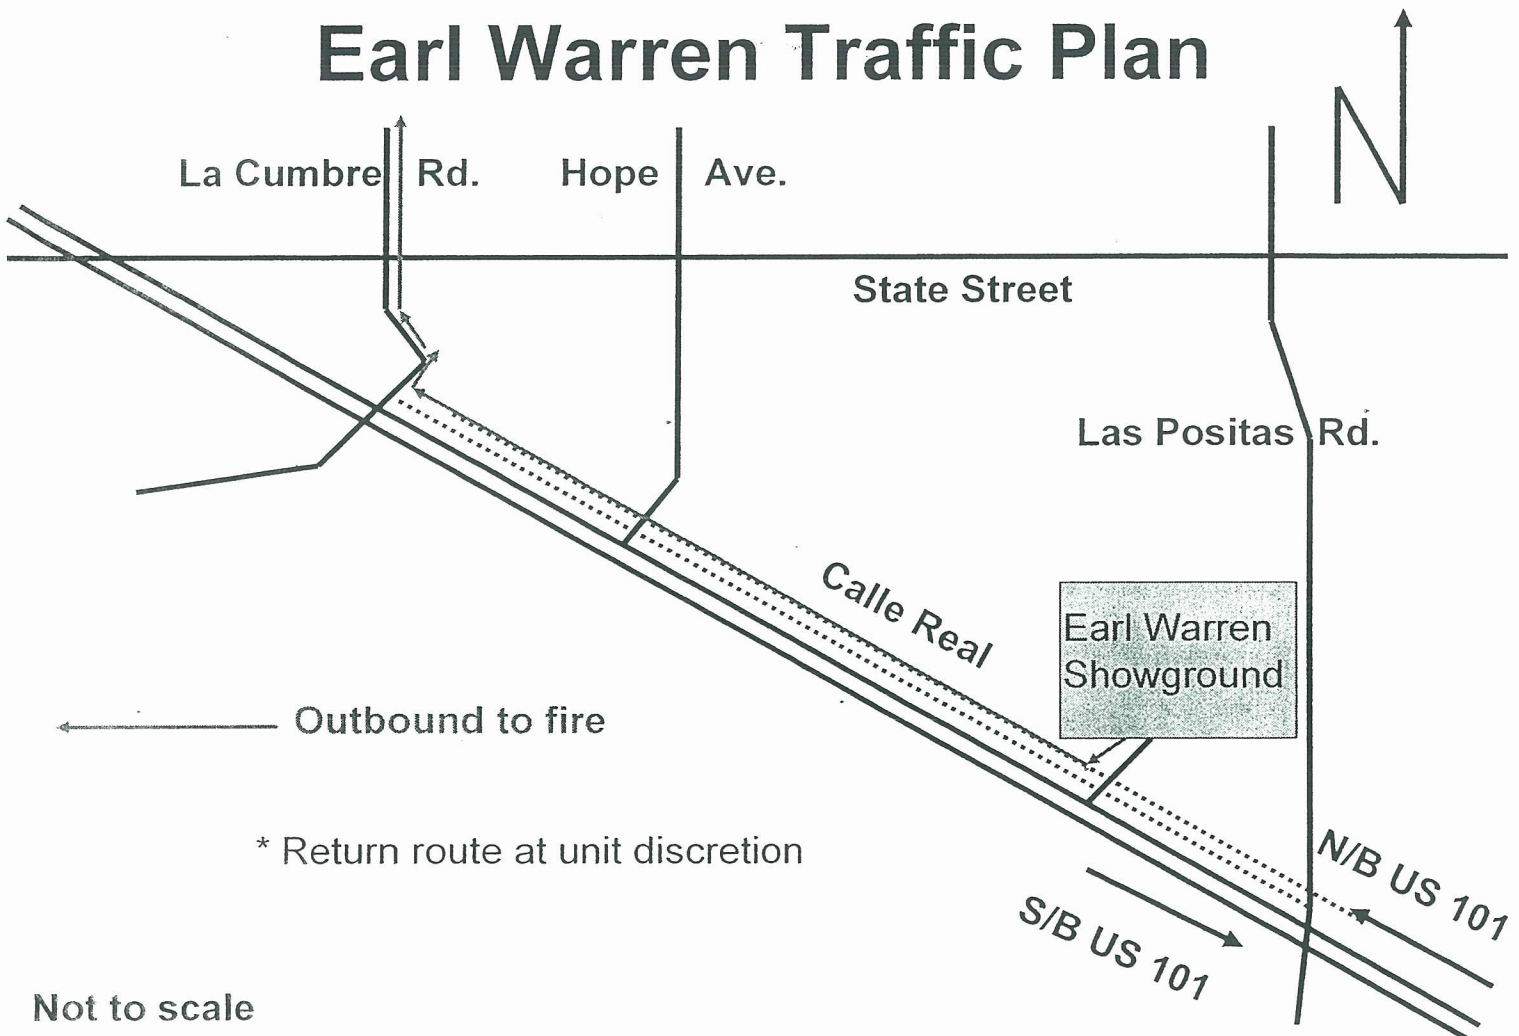 Earl Warren Traffic Plan
N
La Cumbre Rd.
Hope Ave.
State Street
Las Positas Rd.
Calle Real
Earl Warren
Showground
Outbound to fire
* Return route at unit discretion
N/B US 101
S/B US 101
Not to scale